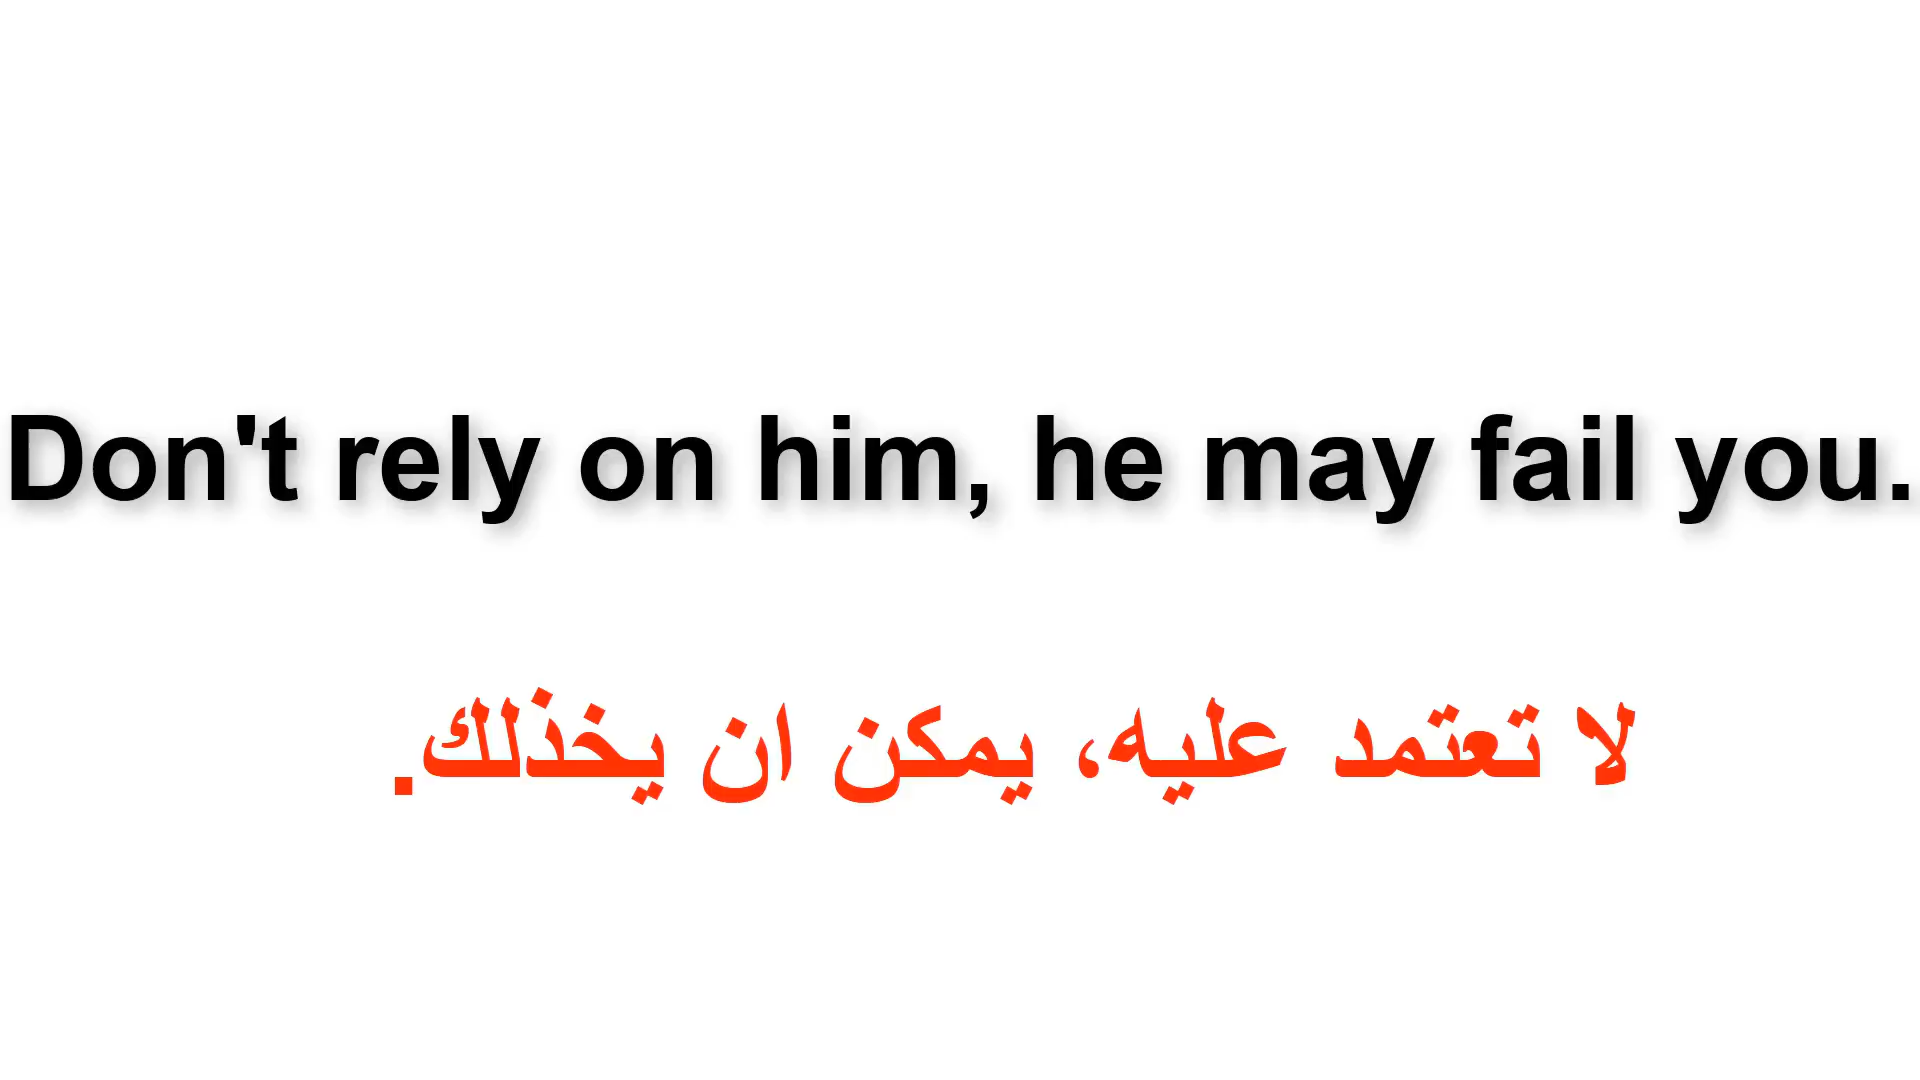 Don't rely on him, he may fail you.
لا تعتمد عليه، يمكن ان يخذلك.